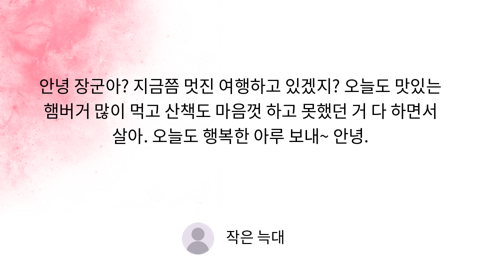 안녕 장군아? 지금쯤 멋진 여행하고 있겠지? 오늘도 맛있는
햄버거 많이 먹고 산책도 마음껏 하고 못했던 거 다 하면서
살아. 오늘도 행복한 아루 보내~ 안녕.
작은 늑대